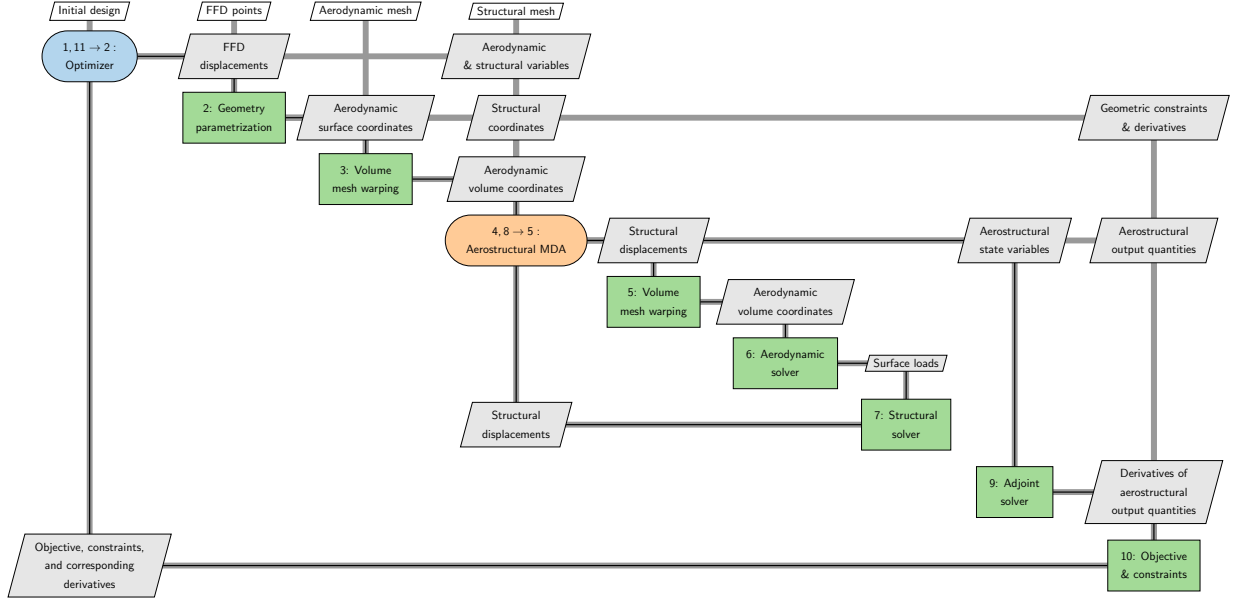 Initial design
FFD points
Aerodynamic mesh
Structural mesh
1, 11 → 2 :
Optimizer
FFD
displacements
Aerodynamic
& structural variables
2: Geometry
parametrization
Aerodynamic
surface coordinates
Structural
coordinates
Geometric constraints
& derivatives
3: Volume
mesh warping
Aerodynamic
volume coordinates
4, 8 → 5 :
Aerostructural MDA
Structural
displacements
Aerostructural
state variables
Aerostructural
output quantities
5: Volume
mesh warping
Aerodynamic
volume coordinates
6: Aerodynamic
solver
Surface loads
Structural
displacements
7: Structural
solver
9: Adjoint
solver
Derivatives of
aerostructural
output quantities
Objective, constraints,
and corresponding
derivatives
10: Objective
& constraints